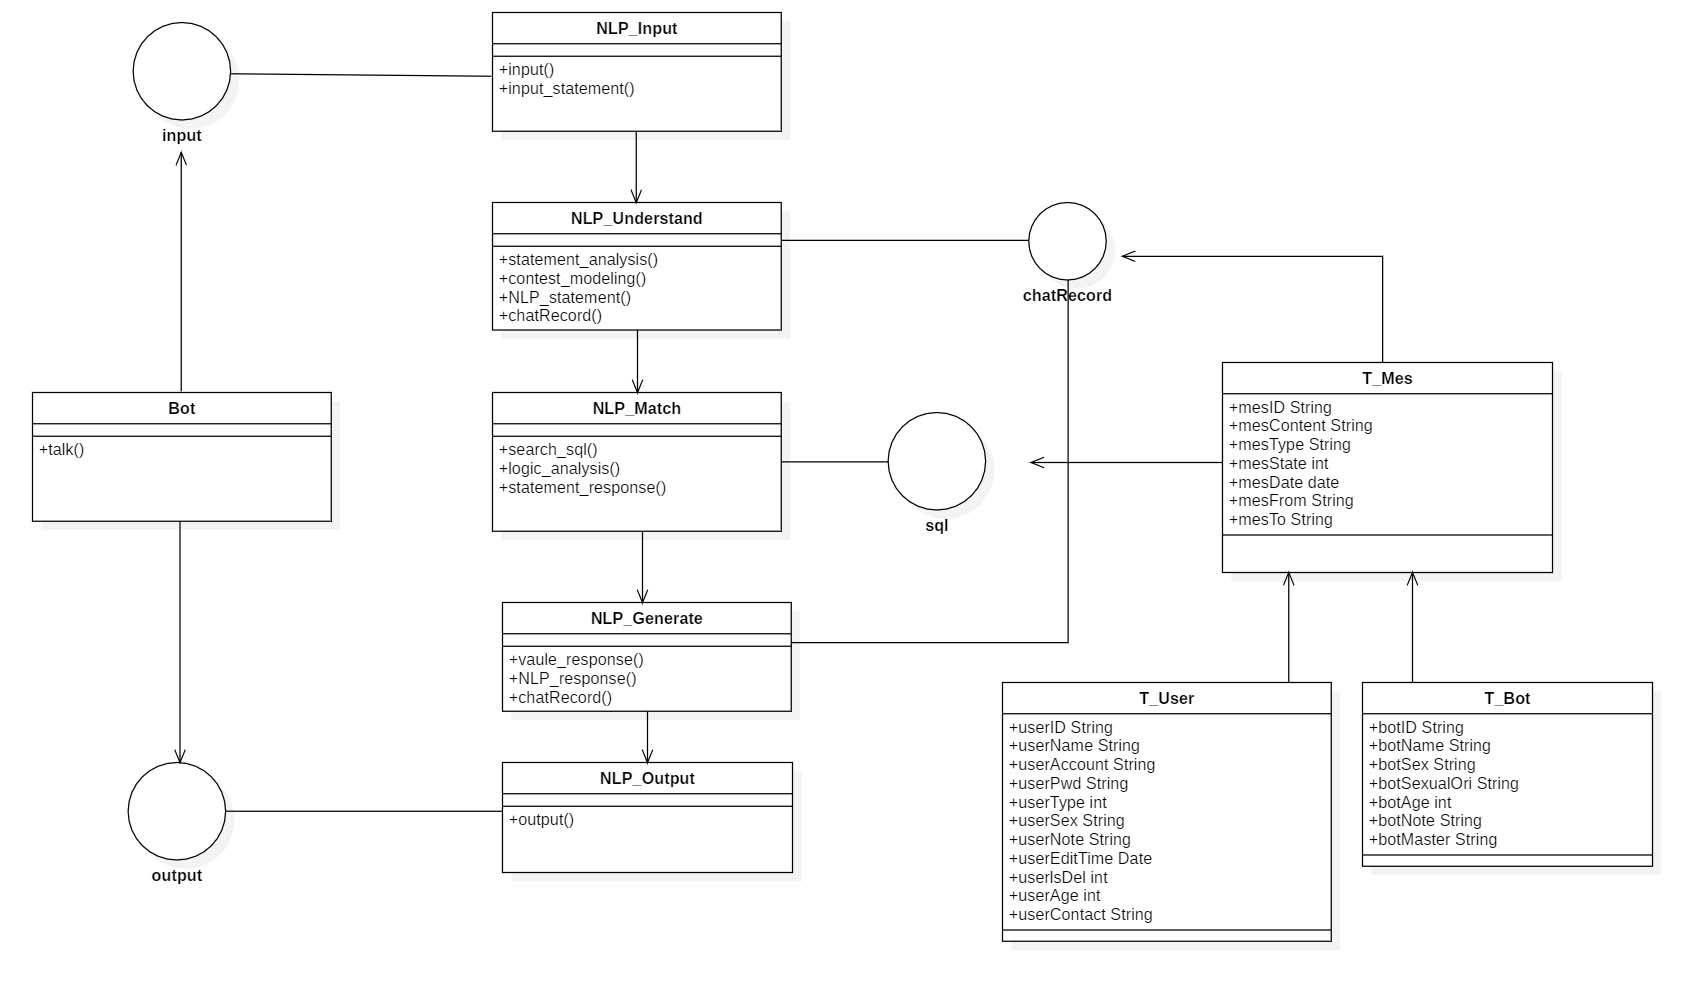 NLP_Input
+input()
+input_statement()
input
NLP_Understand
+statement_analysis()
+contest_modeling()
+NLP_statement()
+chatRecord()
chatRecord
Bot
+talk()
NLP_Match
+search_sql()
+logic_analysis()
+statement_response()
sql
T_Mes
+mesID String
+mesContent String
+mesType String
+mesState int
+mesDate date
+mesFrom String
+mesTo String
NLP_Generate
+vaule_response()
+NLP_response()
+chatRecord()
NLP_Output
+output()
output
T_User
+userID String
+userName String
+userAccount String
+userPwd String
+userType int
+userSex String
+userNote String
+userEditTime Date
+userIsDel int
+userAge int
+userContact String
T_Bot
+botID String
+botName String
+botSex String
+botSexualOri String
+botAge int
+botNote String
+botMaster String